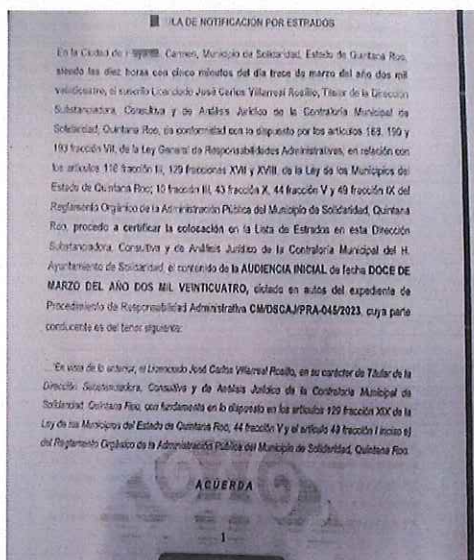 LA DE NOTIFICACIÓN POR ESTRADOS
En la Ciudad de Carmen, Municipio de Solidaridad, Estado de Quintana Roo,
siendo las diez horas con cinco minutos del día trece de marzo del año dos mil
veinticuatro, el suscrito Licenciado José Carlos Villarreal Rosillo, Titular de la Dirección
Substanciadora, Consultiva y de Análisis Jurídico de la Contraloría Municipal de
Solidaridad, Quintana Roo, de conformidad con lo dispuesto por los artículos 188, 190 y
193 fracción VII, de la Ley General de Responsabilidades Administrativas, en relación con
los artículos 116 fracción III, 129 fracciones XVII y XVIII, de la Ley de los Municipios del
Estado de Quintana Roo; 10 fracción III, 43 fracción X, 44 fracción V y 49 fracción IX del
Reglamento Orgánico de la Administración Pública del Municipio de Solidaridad, Quintana
Roo, procedo a certificar la colocación en la Lista de Estrados en esta Dirección
Substanciadora, Consultiva y de Análisis Jurídico de la Contraloría Municipal del H.
Ayuntamiento de Solidaridad, el contenido de la AUDIENCIA INICIAL de fecha DOCE DE
MARZO DEL AÑO DOS MIL VEINTICUATRO, dictado en autos del expediente de
Procedimiento de Responsabilidad Administrativa CM/DSCAJ/PRA-045/2023, cuya parte
conducente es del tenor siguiente:
"En vista de lo anterior, el Licenciado José Carlos Villarreal Rosillo, en su carácter de Titular de la
Dirección Substanciadora, Consultiva y de Análisis Jurídico de la Contraloría Municipal de
Solidaridad, Quintana Roo, con fundamento en lo dispuesto en los artículos 129 fracción XIX de la
Ley de los Municipios del Estado de Quintana Roo, 44 fracción V y el artículo 49 fracción I inciso e)
del Reglamento Orgánico de la Administración Pública del Municipio de Solidaridad, Quintana Roo.
ACUERDA
1